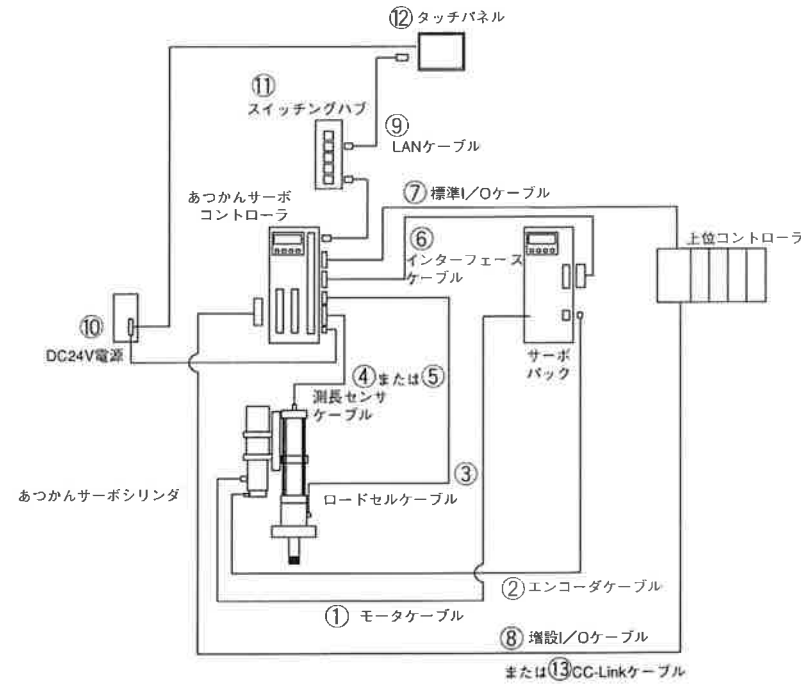 ⑫タッチパネル
⑪
スイッチングハブ
⑨
LANケーブル
あつかんサーボ
コントローラ
⑦標準I／Oケーブル
⑥
インターフェース
ケーブル
上位コントローラ
⑩
DC24V電源
サーボ
パック
④または⑤
測長センサ
ケーブル
③
あつかんサーボシリンダ
ロードセルケーブル
②エンコーダケーブル
①モータケーブル
⑧増設I／Oケーブル
または⑬CC-Linkケーブル